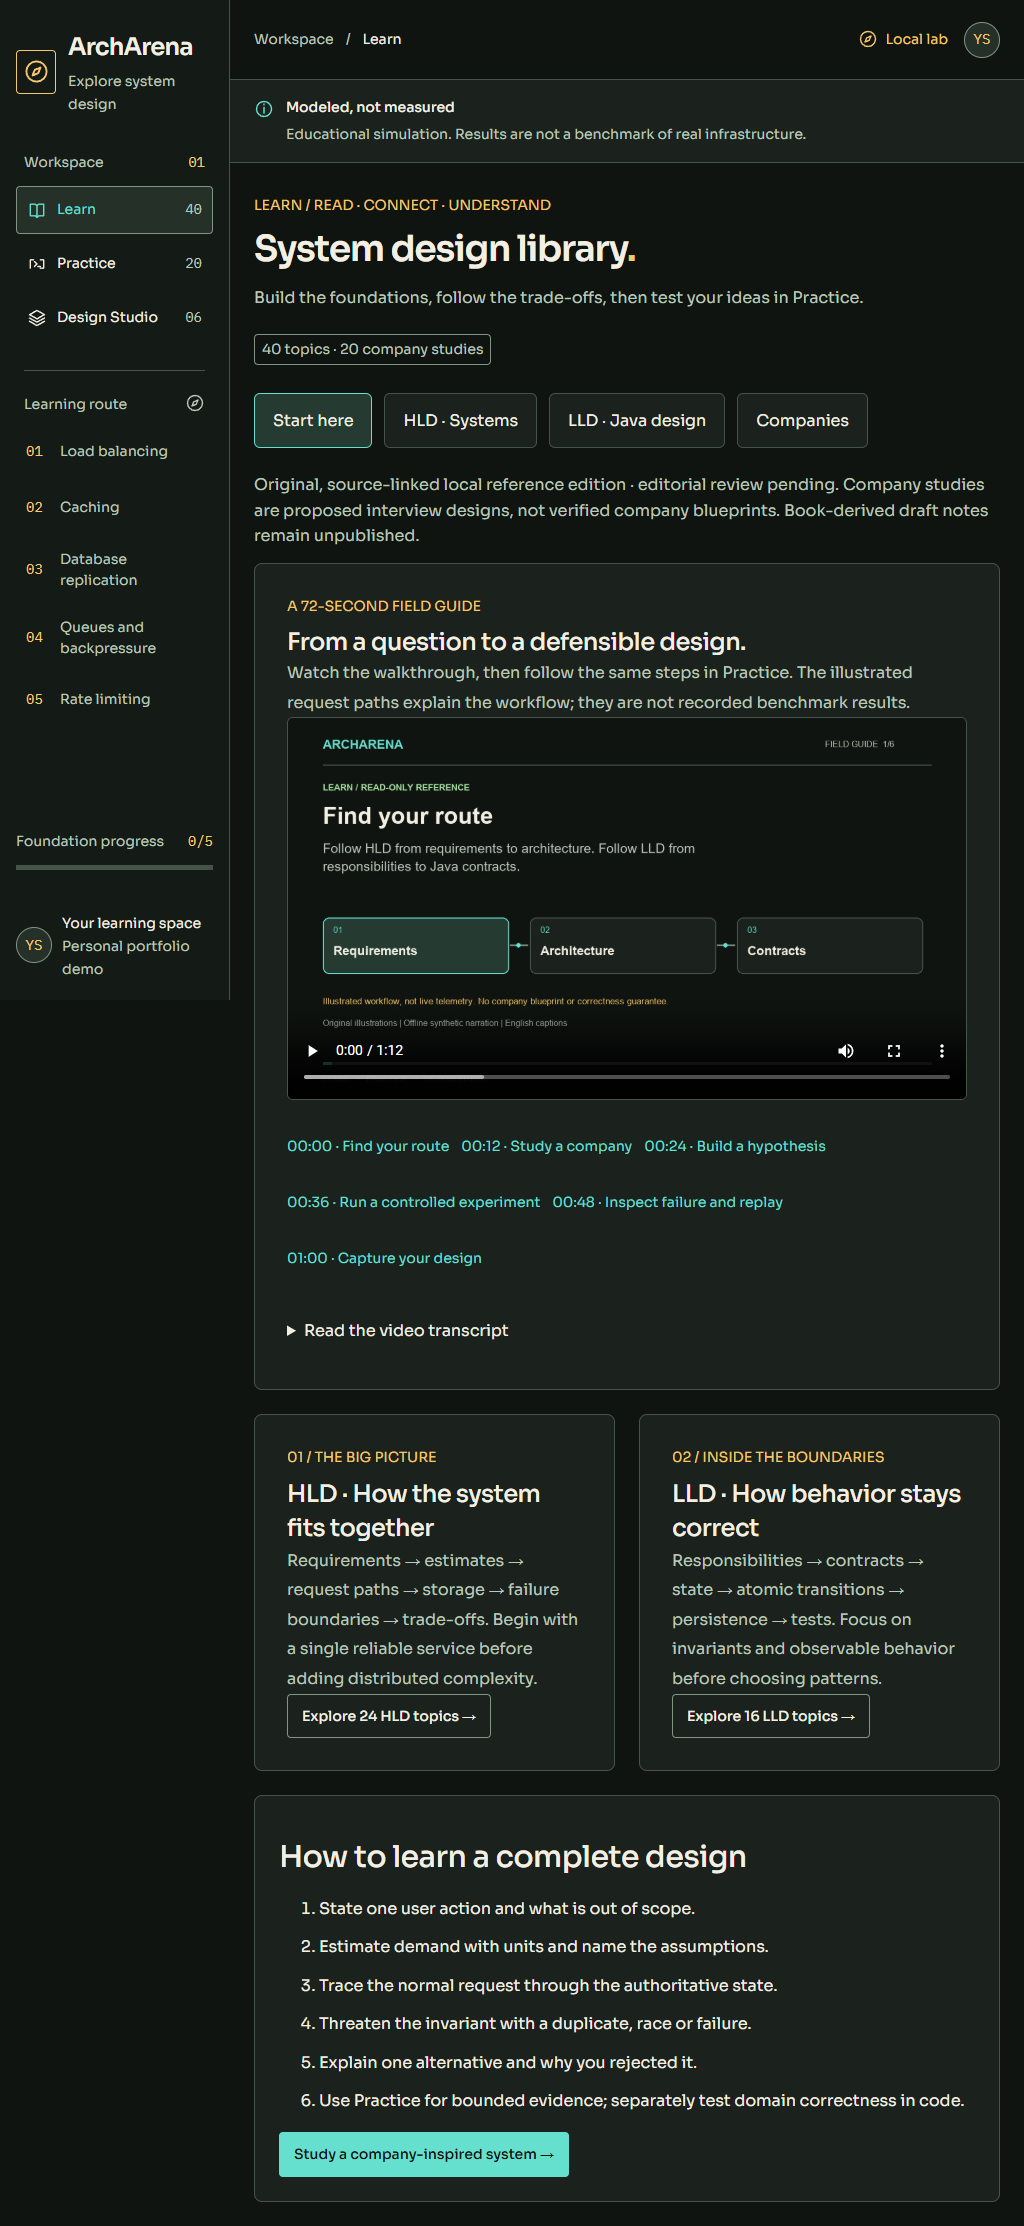 ArchArena
Explore system
design
Workspace 01
Learn 40
Practice 20
Design Studio 06
Learning route
01 Load balancing
02 Caching
03 Database
replication
04 Queues and
backpressure
05 Rate limiting
Foundation progress 0/5
YS Your learning space
Personal portfolio
demo
Workspace / Learn
Local lab YS
Modeled, not measured
Educational simulation. Results are not a benchmark of real infrastructure.
LEARN / READ · CONNECT · UNDERSTAND
System design library.
Build the foundations, follow the trade-offs, then test your ideas in Practice.
40 topics · 20 company studies
Start here HLD · Systems LLD · Java design Companies
Original, source-linked local reference edition · editorial review pending. Company studies
are proposed interview designs, not verified company blueprints. Book-derived draft notes
remain unpublished.
A 72-SECOND FIELD GUIDE
From a question to a defensible design.
Watch the walkthrough, then follow the same steps in Practice. The illustrated
request paths explain the workflow; they are not recorded benchmark results.
ARCHARENA FIELD GUIDE 1/6
LEARN / READ-ONLY REFERENCE
Find your route
Follow HLD from requirements to architecture. Follow LLD from
responsibilities to Java contracts.
01 02 03
Requirements Architecture Contracts
Illustrated workflow, not live telemetry. No company blueprint or correctness guarantee.
Original illustrations | Offline synthetic narration | English captions
0:00 / 1:12
00:00 · Find your route 00:12 · Study a company 00:24 · Build a hypothesis
00:36 · Run a controlled experiment 00:48 · Inspect failure and replay
01:00 · Capture your design
Read the video transcript
01 / THE BIG PICTURE
HLD · How the system
fits together
Requirements → estimates →
request paths → storage → failure
boundaries → trade-offs. Begin with
a single reliable service before
adding distributed complexity.
Explore 24 HLD topics →
02 / INSIDE THE BOUNDARIES
LLD · How behavior stays
correct
Responsibilities → contracts →
state → atomic transitions →
persistence → tests. Focus on
invariants and observable behavior
before choosing patterns.
Explore 16 LLD topics →
How to learn a complete design
1. State one user action and what is out of scope.
2. Estimate demand with units and name the assumptions.
3. Trace the normal request through the authoritative state.
4. Threaten the invariant with a duplicate, race or failure.
5. Explain one alternative and why you rejected it.
6. Use Practice for bounded evidence; separately test domain correctness in code.
Study a company-inspired system →